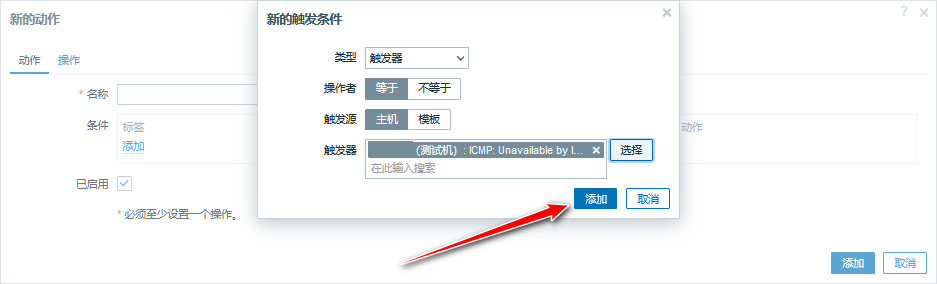 新的动作
? ×
动作 操作
* 名称
条件 标签 动作
添加
已启用
* 必须至少设置一个操作。
添加 取消
新的触发条件
×
类型 触发器
操作者 等于 不等于
触发源 主机 模板
触发器 （测试机）: ICMP: Unavailable by I... × 选择
在此输入搜索
添加 取消